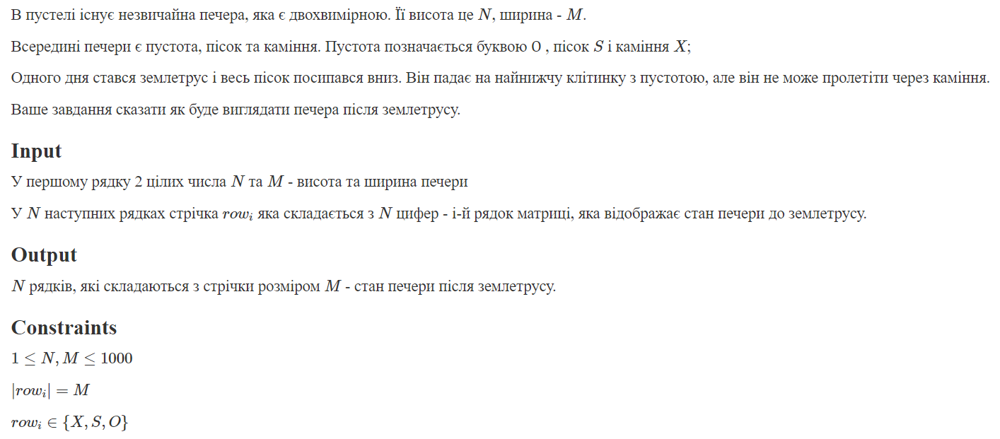 В пустелі існує незвичайна печера, яка є двохвимірною. Її висота це N, ширина - M.
Всередині печери є пустота, пісок та каміння. Пустота позначається буквою O , пісок S і каміння X;
Одного дня стався землетрус і весь пісок посипався вниз. Він падає на найнижчу клітинку з пустотою, але він не може пролетіти через каміння.
Ваше завдання сказати як буде виглядати печера після землетрусу.
Input
У першому рядку 2 цілих числа N та M - висота та ширина печери
У N наступних рядках стрічка row_i яка складається з N цифер - i-й рядок матриці, яка відображає стан печери до землетрусу.
Output
N рядків, які складаються з стрічки розміром M - стан печери після землетрусу.
Constraints
1 ≤ N, M ≤ 1000
|row_i| = M
row_i ∈ {X, S, O}